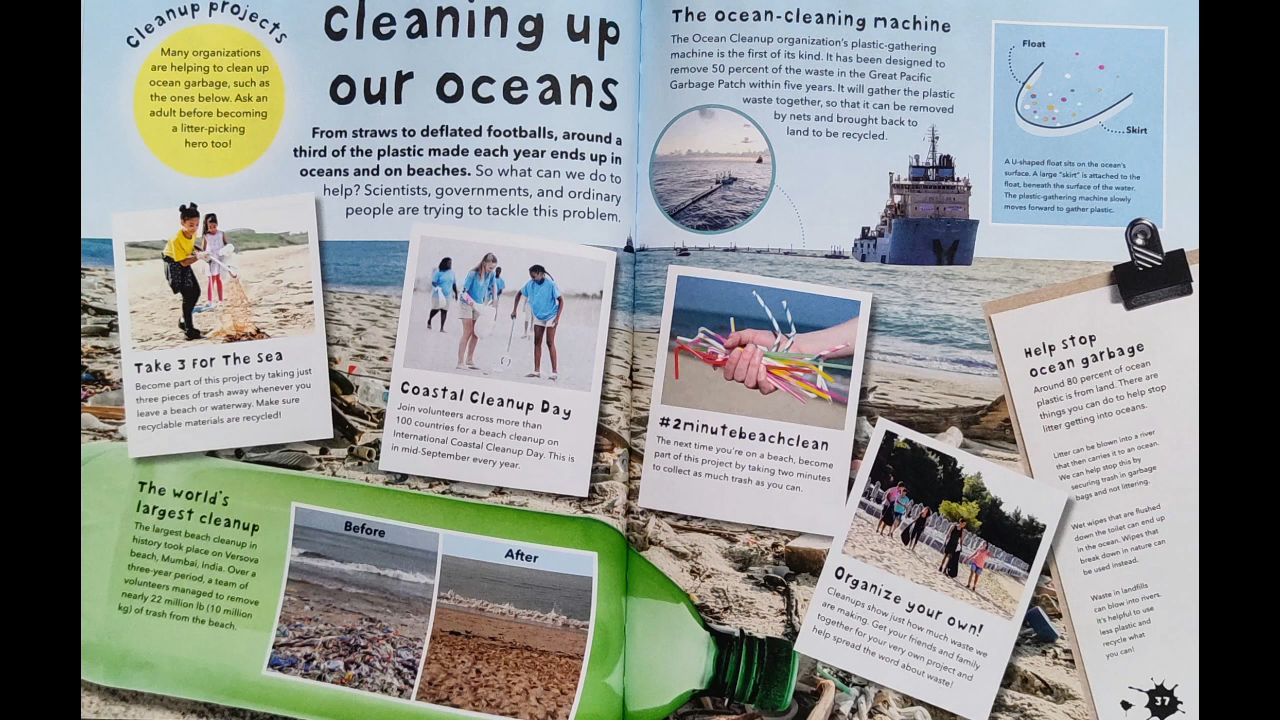 Cleanup projects
Many organizations
are helping to clean up
ocean garbage, such as
the ones below. Ask an
adult before becoming
a litter-picking
hero too!
cleaning up
our oceans
From straws to deflated footballs, around a
third of the plastic made each year ends up in
oceans and on beaches. So what can we do to
help? Scientists, governments, and ordinary
people are trying to tackle this problem.
Take 3 For The Sea
Become part of this project by taking just
three pieces of trash away whenever you
leave a beach or waterway. Make sure
recyclable materials are recycled!
Coastal Cleanup Day
Join volunteers across more than
100 countries for a beach cleanup on
International Coastal Cleanup Day. This is
in mid-September every year.
The world's
largest cleanup
The largest beach cleanup in
history took place on Versova
beach, Mumbai, India. Over a
three-year period, a team of
volunteers managed to remove
nearly 22 million lb (10 million
kg) of trash from the beach.
Before
After
The ocean-cleaning machine
The Ocean Cleanup organization's plastic-gathering
machine is the first of its kind. It has been designed to
remove 50 percent of the waste in the Great Pacific
Garbage Patch within five years. It will gather the plastic
waste together, so that it can be removed
by nets and brought back to
land to be recycled.
Float
Skirt
A U-shaped float sits on the ocean's
surface. A large "skirt" is attached to the
float, beneath the surface of the water.
The plastic-gathering machine slowly
moves forward to gather plastic.
#2minutebeachclean
The next time you're on a beach, become
part of this project by taking two minutes
to collect as much trash as you can.
Organize your own!
Cleanups show just how much waste we
are making. Get your friends and family
together for your very own project and
help spread the word about waste!
Help stop
ocean garbage
Around 80 percent of ocean
plastic is from land. There are
things you can do to help stop
litter getting into oceans.
Litter can be blown into a river
that then carries it to an ocean.
We can help stop this by
securing trash in garbage
bags and not littering.
Wet wipes that are flushed
down the toilet can end up
in the ocean. Wipes that
break down in nature can
be used instead.
Waste in landfills
can blow into rivers.
It's helpful to use
less plastic and
recycle what
you can!
37